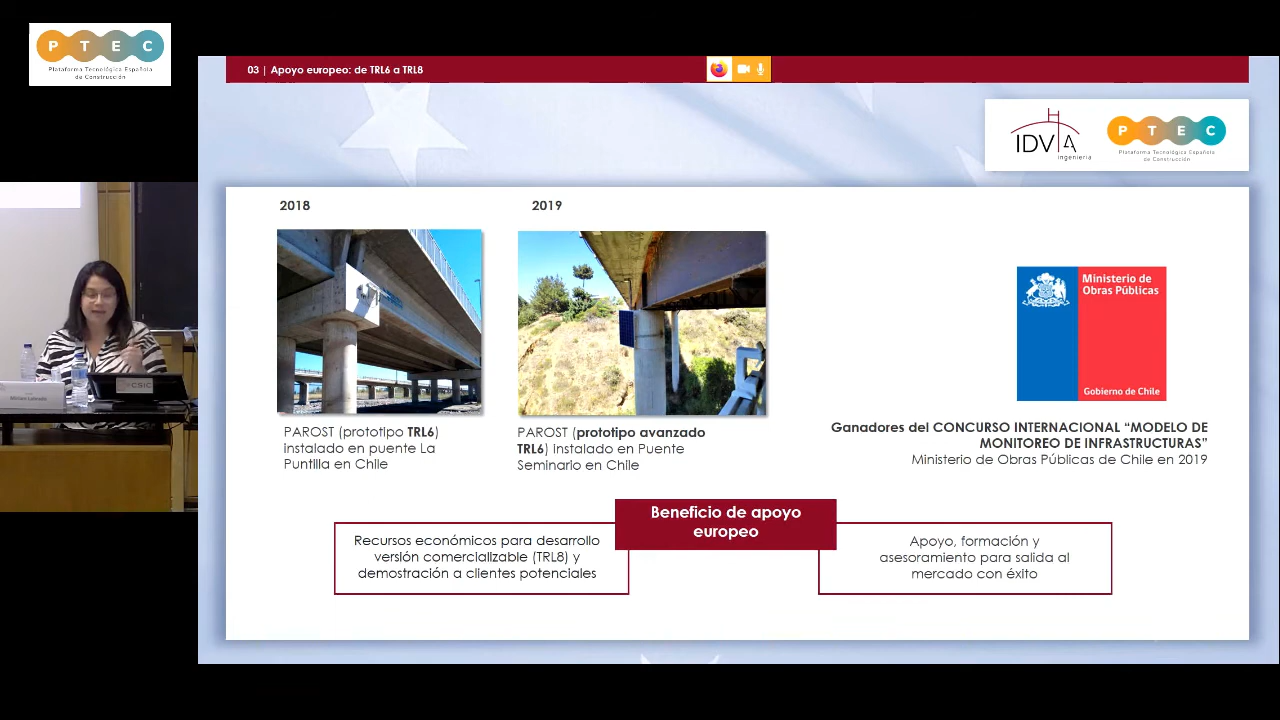 P T E C
Plataforma Tecnológica Española
de Construcción
03 | Apoyo europeo: de TRL6 a TRL8
IDVIA
ingeniería
P T E C
Plataforma Tecnológica Española
de Construcción
2018
2019
Ministerio de
Obras Públicas
Gobierno de Chile
PAROST (prototipo TRL6)
instalado en puente La
Puntilla en Chile
PAROST (prototipo avanzado
TRL6) instalado en Puente
Seminario en Chile
Ganadores del CONCURSO INTERNACIONAL “MODELO DE
MONITOREO DE INFRASTRUCTURAS”
Ministerio de Obras Públicas de Chile en 2019
Beneficio de apoyo
europeo
Recursos económicos para desarrollo
versión comercializable (TRL8) y
demostración a clientes potenciales
Apoyo, formación y
asesoramiento para salida al
mercado con éxito
CSIC